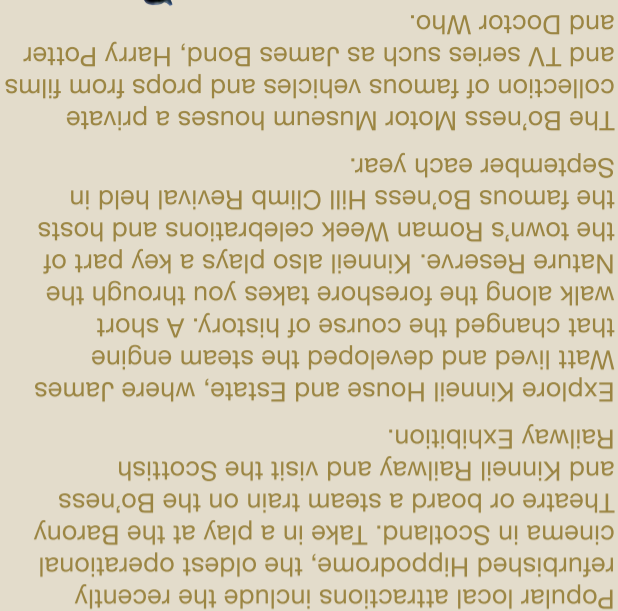 Popular local attractions include the recently
refurbished Hippodrome, the oldest operational
cinema in Scotland. Take in a play at the Barony
Theatre or board a steam train on the Bo’ness
and Kinneil Railway and visit the Scottish
Railway Exhibition.
Explore Kinneil House and Estate, where James
Watt lived and developed the steam engine
that changed the course of history. A short
walk along the foreshore takes you through the
Nature Reserve. Kinneil also plays a key part of
the town’s Roman Week celebrations and hosts
the famous Bo’ness Hill Climb Revival held in
September each year.
The Bo’ness Motor Museum houses a private
collection of famous vehicles and props from films
and TV series such as James Bond, Harry Potter
and Doctor Who.